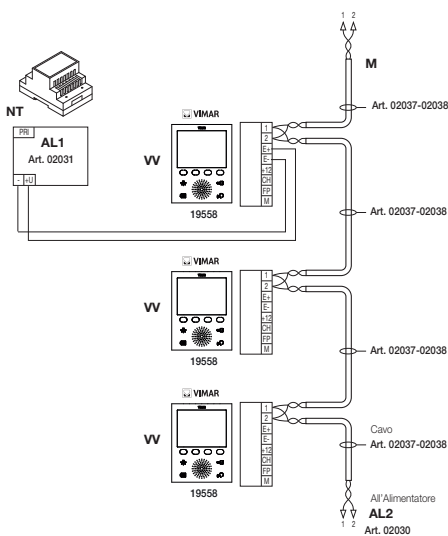 1 2
M
NT
Art. 02037-02038
VIMAR
PRI
AL1
Art. 02031
- +U
VV
1
2
E+
E-
+12
CH
FP
M
19558
Art. 02037-02038
VIMAR
VV
1
2
E+
E-
+12
CH
FP
M
19558
Art. 02037-02038
VIMAR
VV
1
2
E+
E-
+12
CH
FP
M
19558
Cavo
Art. 02037-02038
All'Alimentatore
AL2
1 2
Art. 02030